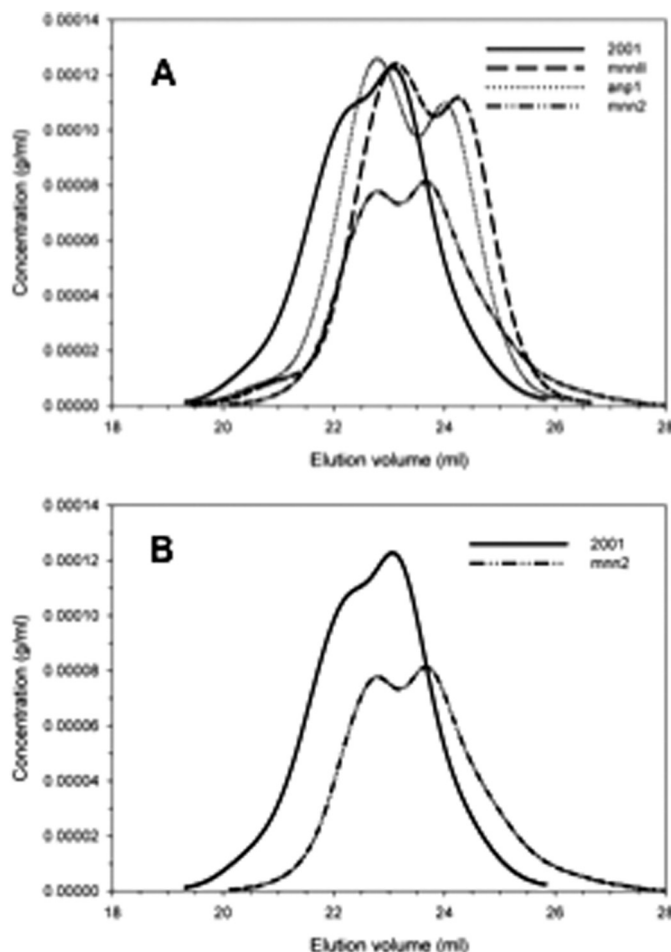 A
2001
mnnII
anp1
mnn2
Concentration (g/ml)
0.00014
0.00012
0.00010
0.00008
0.00006
0.00004
0.00002
0.00000
18 20 22 24 26 28
Elution volume (ml)
B
2001
mnn2
Concentration (g/ml)
0.00014
0.00012
0.00010
0.00008
0.00006
0.00004
0.00002
0.00000
18 20 22 24 26 28
Elution volume (ml)